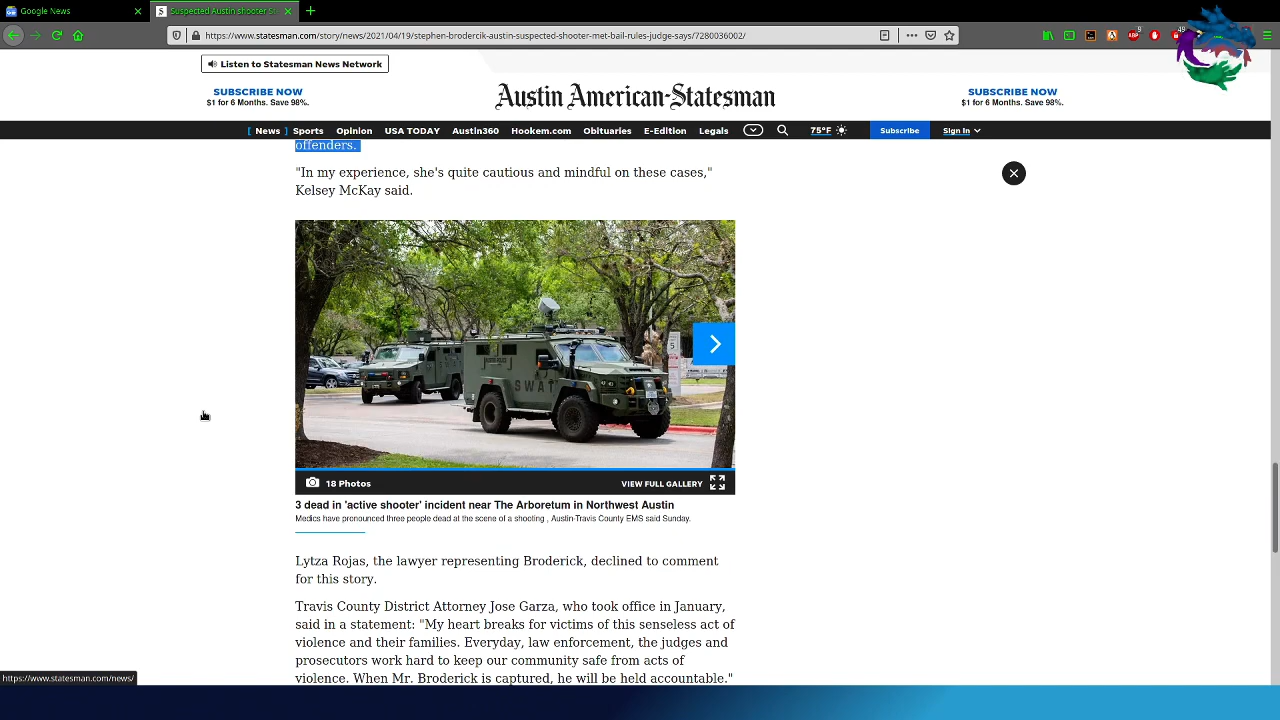 Google News
Suspected Austin shooter St
https://www.statesman.com/story/news/2021/04/19/stephen-broderick-austin-suspected-shooter-met-bail-rules-judge-says/7280036002/
Listen to Statesman News Network
SUBSCRIBE NOW
$1 for 6 Months. Save 98%.
Austin American-Statesman
SUBSCRIBE NOW
$1 for 6 Months. Save 98%.
[ News ] Sports Opinion USA TODAY Austin360 Hookem.com Obituaries E-Edition Legals 75°F Subscribe Sign In
offenders.
"In my experience, she's quite cautious and mindful on these cases,"
Kelsey McKay said.
SWAT
18 Photos
VIEW FULL GALLERY
3 dead in 'active shooter' incident near The Arboretum in Northwest Austin
Medics have pronounced three people dead at the scene of a shooting , Austin-Travis County EMS said Sunday.
Lytza Rojas, the lawyer representing Broderick, declined to comment
for this story.
Travis County District Attorney Jose Garza, who took office in January,
said in a statement: "My heart breaks for victims of this senseless act of
violence and their families. Everyday, law enforcement, the judges and
prosecutors work hard to keep our community safe from acts of
violence. When Mr. Broderick is captured, he will be held accountable."
https://www.statesman.com/news/